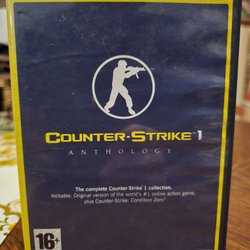 COUNTER-STRIKE 1
ANTHOLOGY
The complete Counter-Strike 1 collection.
Includes: Original version of the world's #1 online action game,
plus Counter-Strike: Condition Zero™
16+